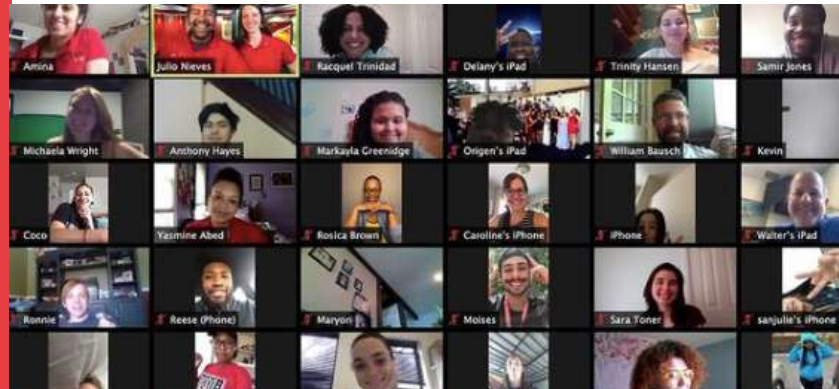 Amina
Julio Nieves
Racquel Trinidad
Delany's iPad
Trinity Hansen
Samir Jones
Michaela Wright
Anthony Hayes
Markayla Greenidge
Origen's iPad
William Bausch
Kevin
Coco
Yasmine Abed
Rosica Brown
Caroline's iPhone
iPhone
Walter's iPad
Ronnie
Reese (Phone)
Maryori
Moises
Sara Toner
sanjulie's iPhone